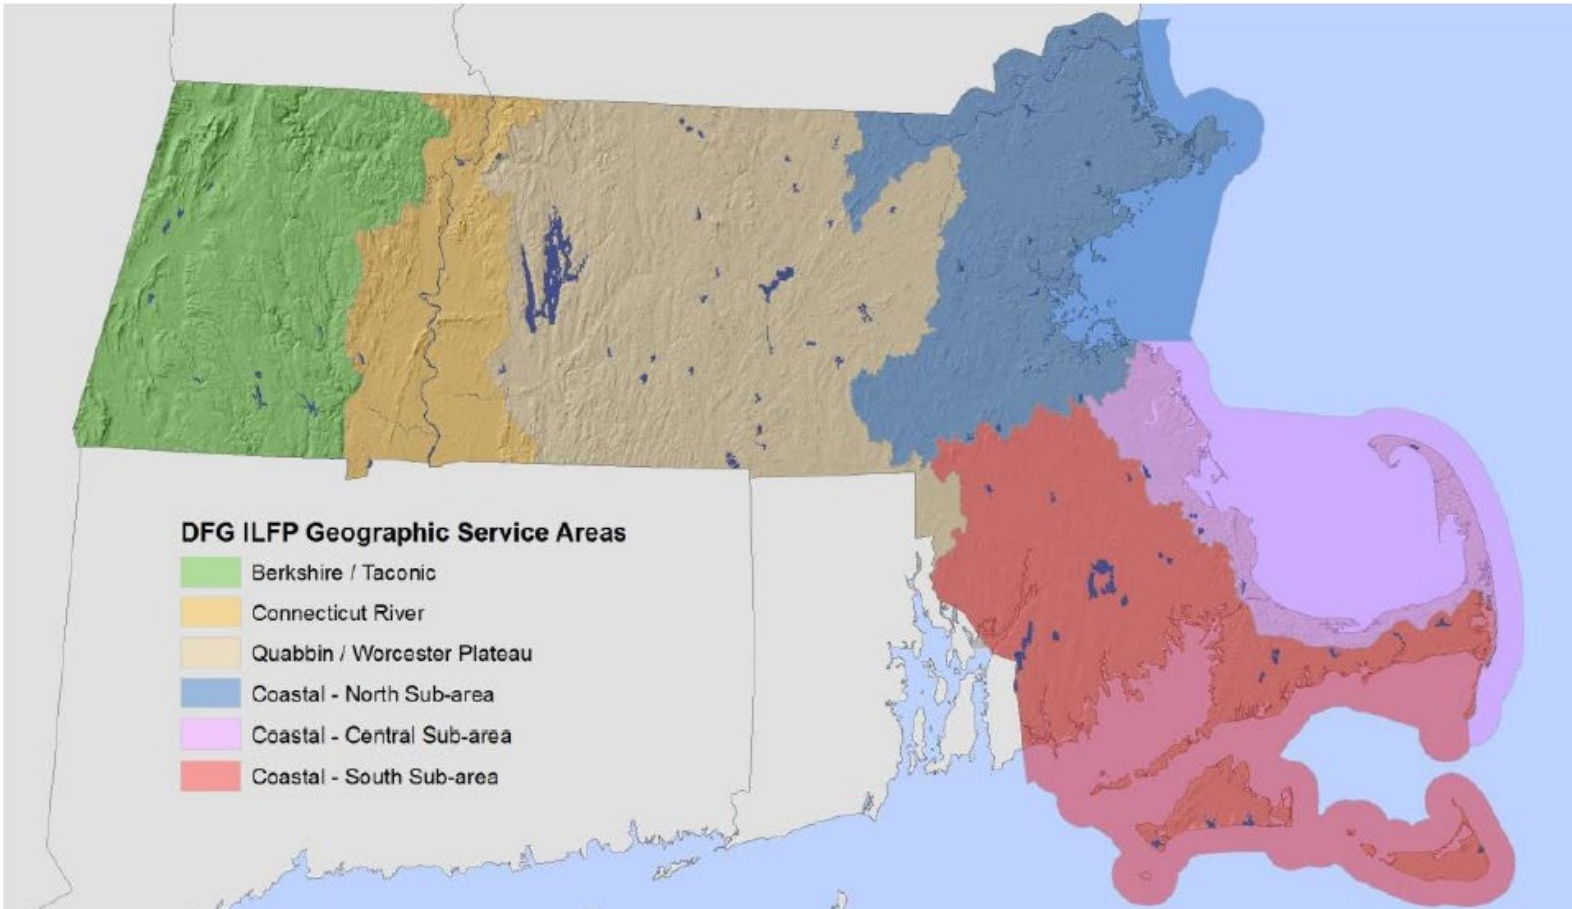 DFG ILFP Geographic Service Areas
Berkshire / Taconic
Connecticut River
Quabbin / Worcester Plateau
Coastal - North Sub-area
Coastal - Central Sub-area
Coastal - South Sub-area